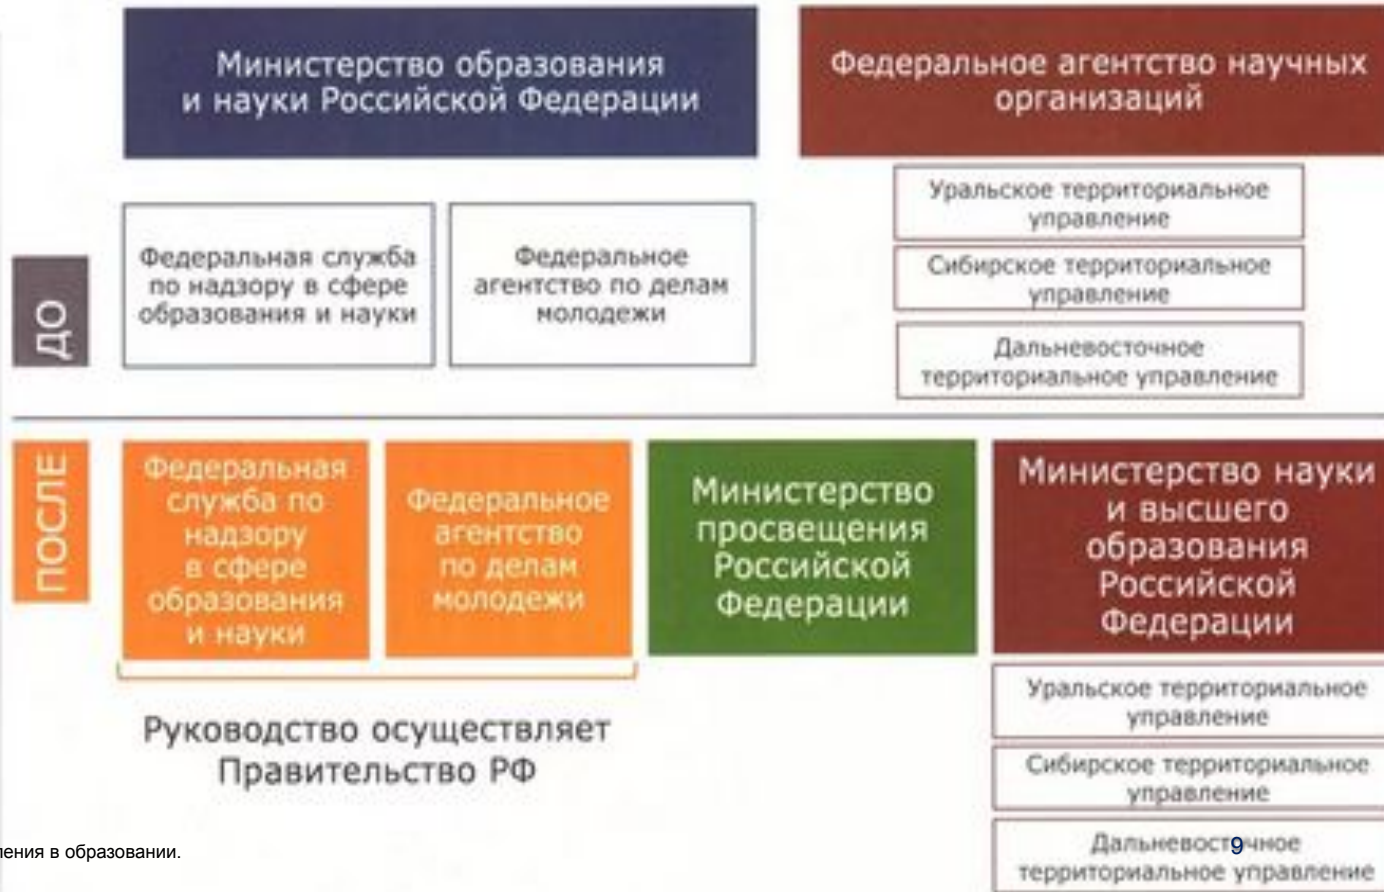 Министерство образования
и науки Российской Федерации
Федеральное агентство научных
организаций
Уральское территориальное
управление
Сибирское территориальное
управление
Дальневосточное
территориальное управление
ДО
Федеральная служба
по надзору в сфере
образования и науки
Федеральное
агентство по делам
молодежи
ПОСЛЕ
Федеральная
служба по
надзору
в сфере
образования
и науки
Федеральное
агентство
по делам
молодежи
Министерство
просвещения
Российской
Федерации
Министерство науки
и высшего
образования
Российской
Федерации
Руководство осуществляет
Правительство РФ
Уральское территориальное
управление
Сибирское территориальное
управление
Дальневосточное
территориальное управление
ления в образовании.
9